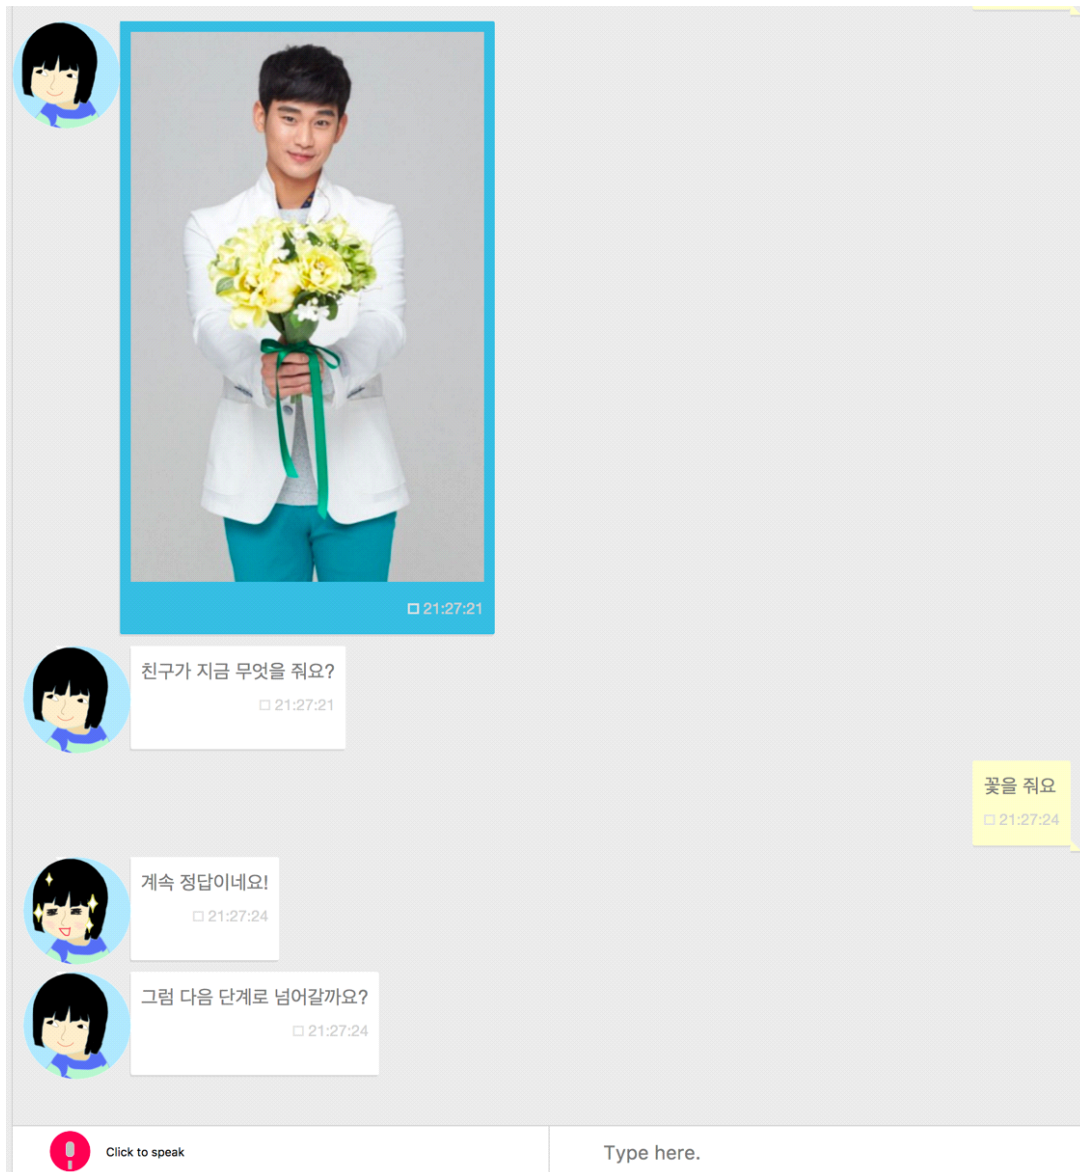 21:27:21
친구가 지금 무엇을 줘요?
21:27:21
꽃을 줘요
21:27:24
계속 정답이네요!
21:27:24
그럼 다음 단계로 넘어갈까요?
21:27:24
Click to speak
Type here.